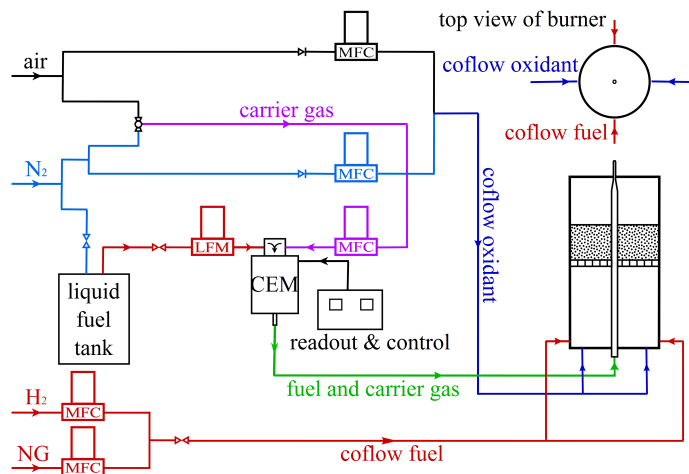 top view of burner
MFC
air
coflow oxidant
carrier gas
coflow fuel
N2
MFC
coflow oxidant
LFM
MFC
CEM
liquid
fuel
tank
readout & control
fuel and carrier gas
H2
MFC
NG
MFC
coflow fuel